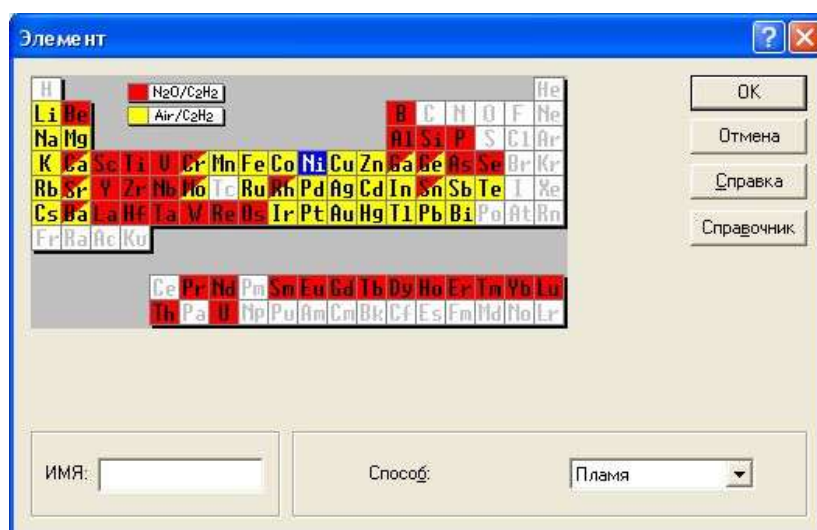 Элемент
H He
N2O/C2H2
Air/C2H2
OK
Li Be B C N O F Ne
Na Mg Al Si P S Cl Ar
Отмена
K Ca Sc Ti V Cr Mn Fe Co Ni Cu Zn Ga Ge As Se Br Kr
Rb Sr Y Zr Nb Mo Tc Ru Rh Pd Ag Cd In Sn Sb Te I Xe
Справка
Cs Ba La Hf Ta W Re Os Ir Pt Au Hg Tl Pb Bi Po At Rn
Fr Ra Ac Ku
Справочник
Ce Pr Nd Pm Sm Eu Gd Tb Dy Ho Er Tm Yb Lu
Th Pa U Np Pu Am Cm Bk Cf Es Fm Md No Lr
ИМЯ:
Способ:
Пламя